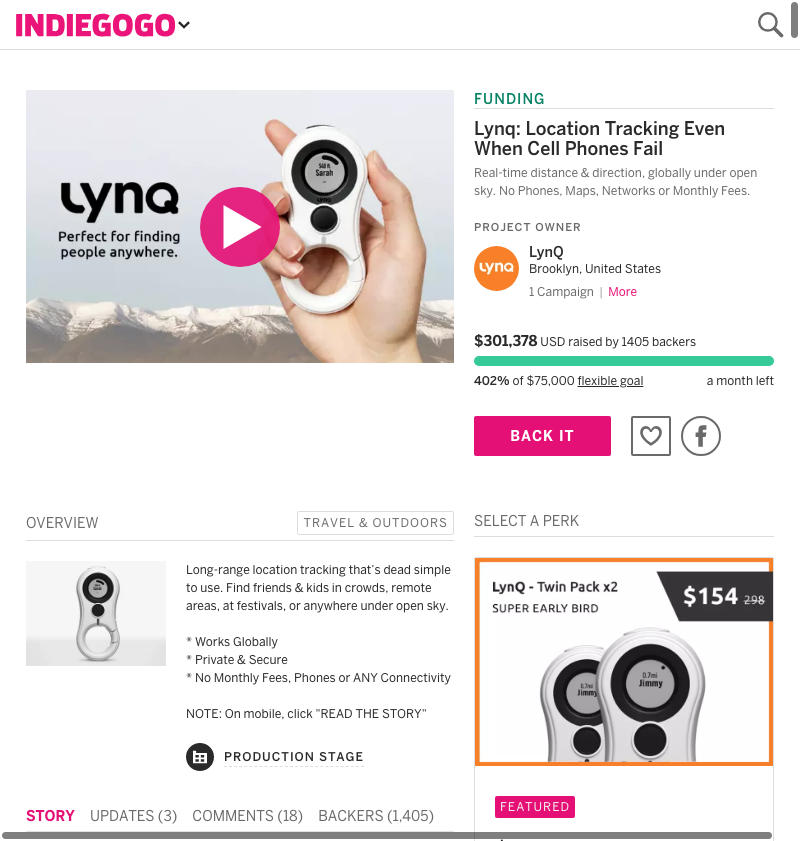 INDIEGOGO
LYNQ
Perfect for finding
people anywhere.
Sarah
FUNDING
Lynq: Location Tracking Even
When Cell Phones Fail
Real-time distance & direction, globally under open
sky. No Phones, Maps, Networks or Monthly Fees.
PROJECT OWNER
LYNQ
LynQ
Brooklyn, United States
1 Campaign | More
$301,378 USD raised by 1405 backers
402% of $75,000 flexible goal a month left
BACK IT
OVERVIEW TRAVEL & OUTDOORS
Long-range location tracking that's dead simple
to use. Find friends & kids in crowds, remote
areas, at festivals, or anywhere under open sky.
* Works Globally
* Private & Secure
* No Monthly Fees, Phones or ANY Connectivity
NOTE: On mobile, click "READ THE STORY"
PRODUCTION STAGE
STORY UPDATES (3) COMMENTS (18) BACKERS (1,405)
SELECT A PERK
LynQ - Twin Pack x2
SUPER EARLY BIRD
$154 298
0.7mi
Jimmy
0.7mi
Jimmy
FEATURED